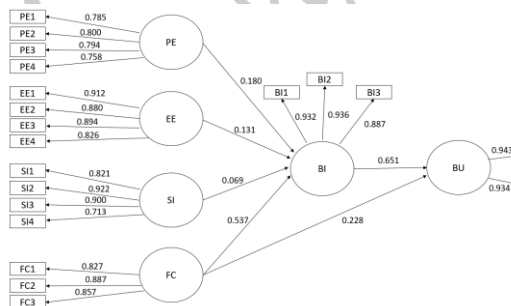 PE1
PE2
PE3
PE4
0.785
0.800
0.794
0.758
PE
EE1
EE2
EE3
EE4
0.912
0.880
0.894
0.826
EE
SI1
SI2
SI3
SI4
0.821
0.922
0.900
0.713
SI
FC1
FC2
FC3
0.827
0.887
0.857
FC
0.180
0.131
0.069
0.537
BI1
BI2
BI3
0.932
0.936
0.887
BI
0.651
0.228
BU
0.943
0.934